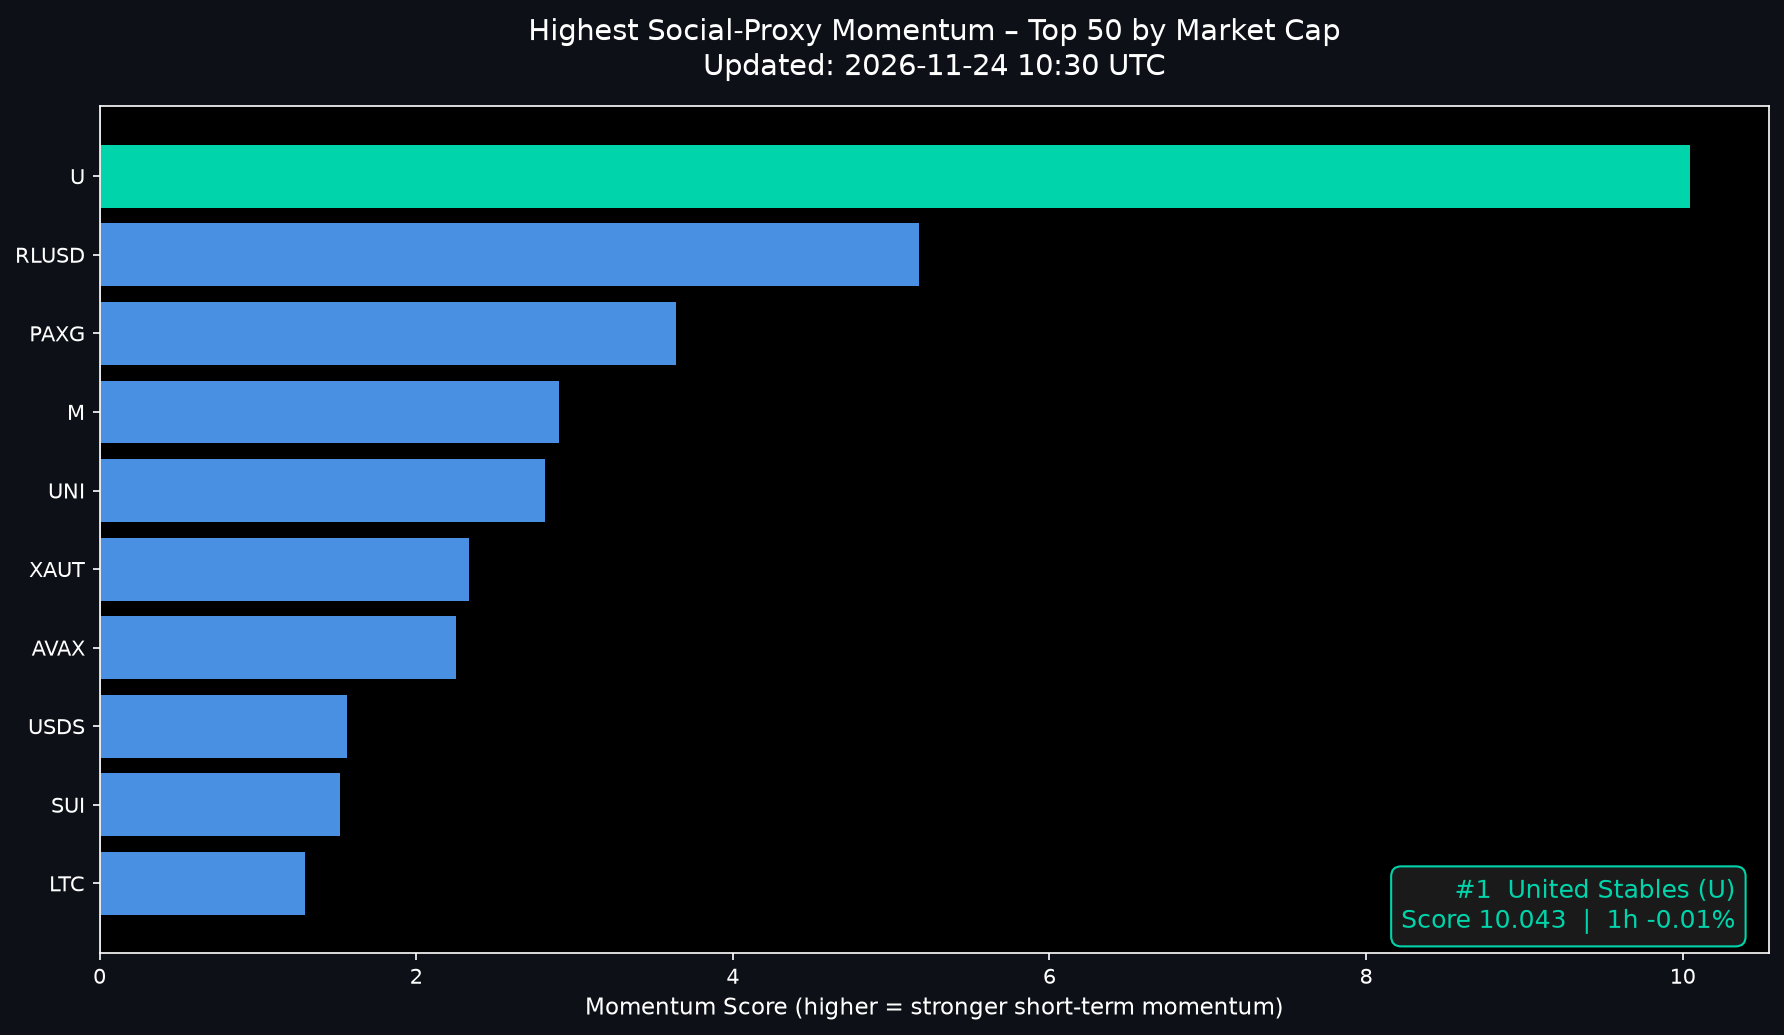 Highest Social-Proxy Momentum – Top 50 by Market Cap
Updated: 2026-11-24 10:30 UTC
U
RLUSD
PAXG
M
UNI
XAUT
AVAX
USDS
SUI
LTC
#1  United Stables (U)
Score 10.043  |  1h -0.01%
0 2 4 6 8 10
Momentum Score (higher = stronger short-term momentum)